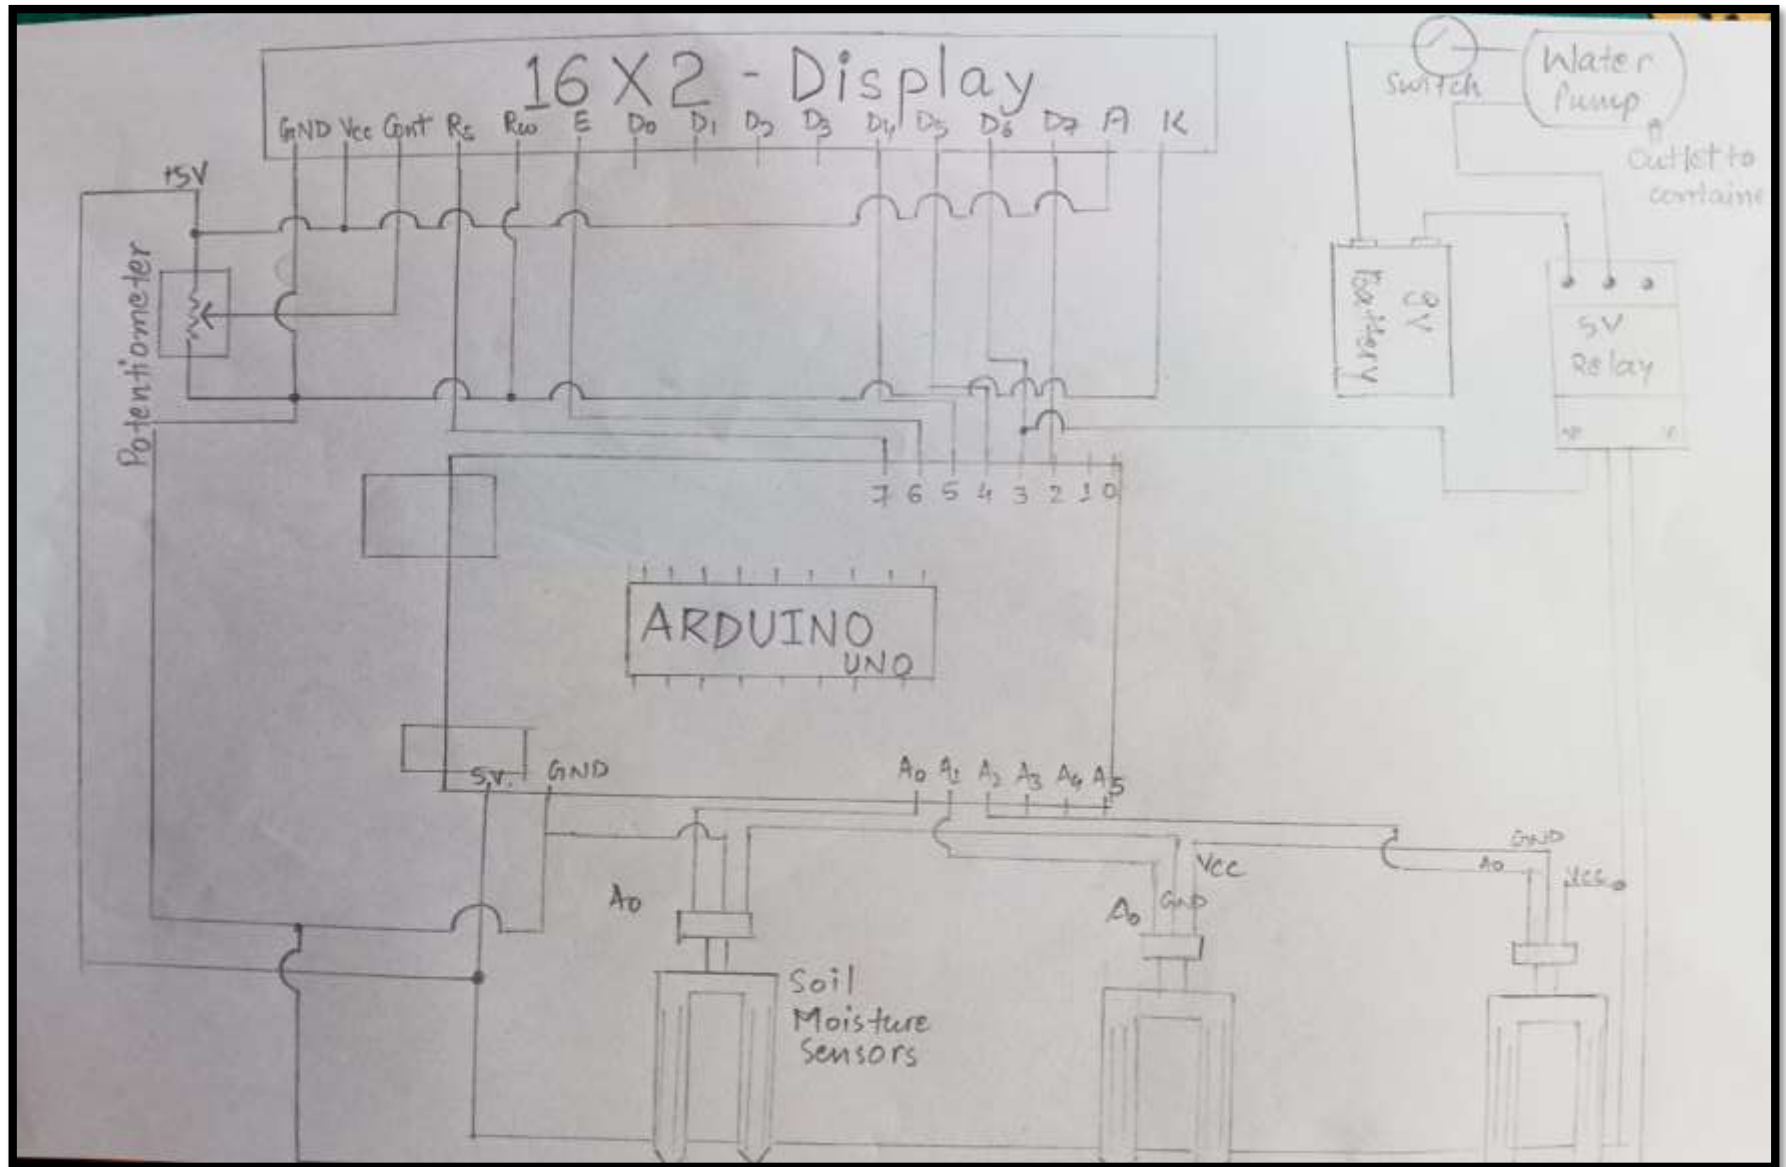 16 X 2 - Display
GND Vcc Cont Rs Rw E D0 D1 D2 D3 D4 D5 D6 D7 A K
Switch
Water
Pump
Outlet to
containe
+5V
Potentiometer
9V
Battery
5V
Relay
7 6 5 4 3 2 1 0
ARDUINO
UNO
5V. GND
A0 A1 A2 A3 A4 A5
A0
A0 GND VCC
A0 GND VCC
Soil
Moisture
Sensors